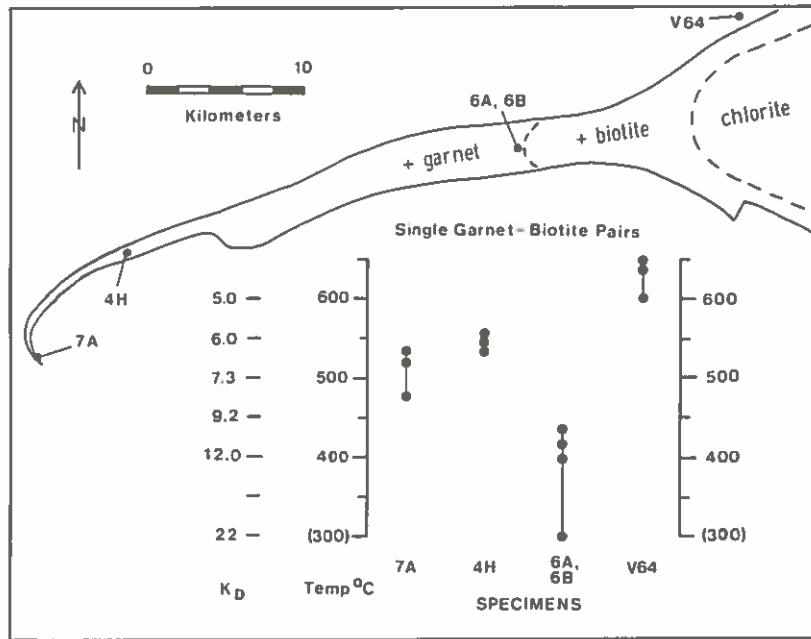 V64
0 10
Kilometers
N
6A, 6B
+ garnet
+ biotite
chlorite
4H
7A
Single Garnet - Biotite Pairs
5.0
6.0
7.3
9.2
12.0
22
600
500
400
(300)
600
500
400
(300)
7A 4H 6A, V64
6B
K D Temp °C
SPECIMENS